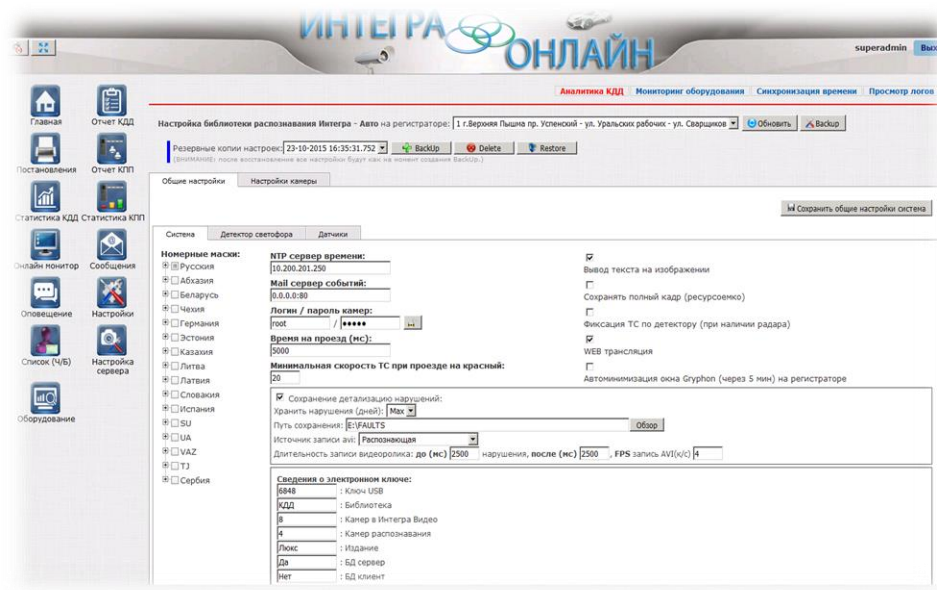 ИНТЕГРА
ОНЛАЙН
superadmin Вых
Аналитика КДД Мониторинг оборудования Синхронизация времени Просмотр логов
Главная
Отчет КДД
Постановления
Отчет КПП
Статистика КДД
Статистика КПП
Онлайн монитор
Сообщения
Оповещение
Настройки
Список (Ч/Б)
Настройка сервера
Оборудование
Настройка библиотеки распознавания Интегра - Авто на регистраторе: 1 г.Верхняя Пышма пр. Успенский - ул. Уральских рабочих - ул. Сварщиков Обновить Backup
Резервные копии настроек: 23-10-2015 16:35:31.752 BackUp Delete Restore
(ВНИМАНИЕ: после восстановления все настройки будут как на момент создания BackUp.)
Общие настройки Настройки камеры
Сохранить общие настройки система
Система Детектор светофора Датчики
Номерные маски:
Русския
Абхазия
Беларусь
Чехия
Германия
Эстония
Казахия
Литва
Латвия
Словакия
Испания
SU
UA
VAZ
TJ
Сербия
NTP сервер времени:
10.200.201.250
Mail сервер событий:
0.0.0.0:80
Логин / пароль камер:
root / •••••
Время на проезд (мс):
5000
Минимальная скорость ТС при проезде на красный:
20
Вывод текста на изображении
Сохранять полный кадр (ресурсоемко)
Фиксация ТС по детектору (при наличии радара)
WEB трансляция
Автоминимизация окна Gryphon (через 5 мин) на регистраторе
Сохранение детализацию нарушений:
Хранить нарушения (дней): Max
Путь сохранения: E:\FAULTS Обзор
Источник записи avi: Распознающая
Длительность записи видеоролика: до (мс) 2500 нарушения, после (мс) 2500 , FPS запись AVI(к/с) 4
Сведения о электронном ключе:
6848 : Ключ USB
КДД : Библиотека
8 : Камер в Интегра Видео
4 : Камер распознавания
Люкс : Издание
Да : БД сервер
Нет : БД клиент